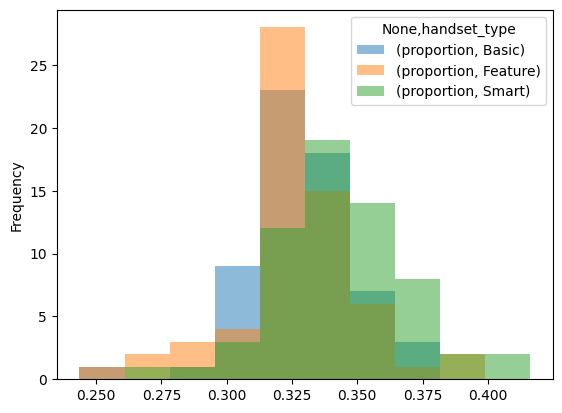 None,handset_type
(proportion, Basic)
(proportion, Feature)
(proportion, Smart)
Frequency
25
20
15
10
5
0
0.250 0.275 0.300 0.325 0.350 0.375 0.400